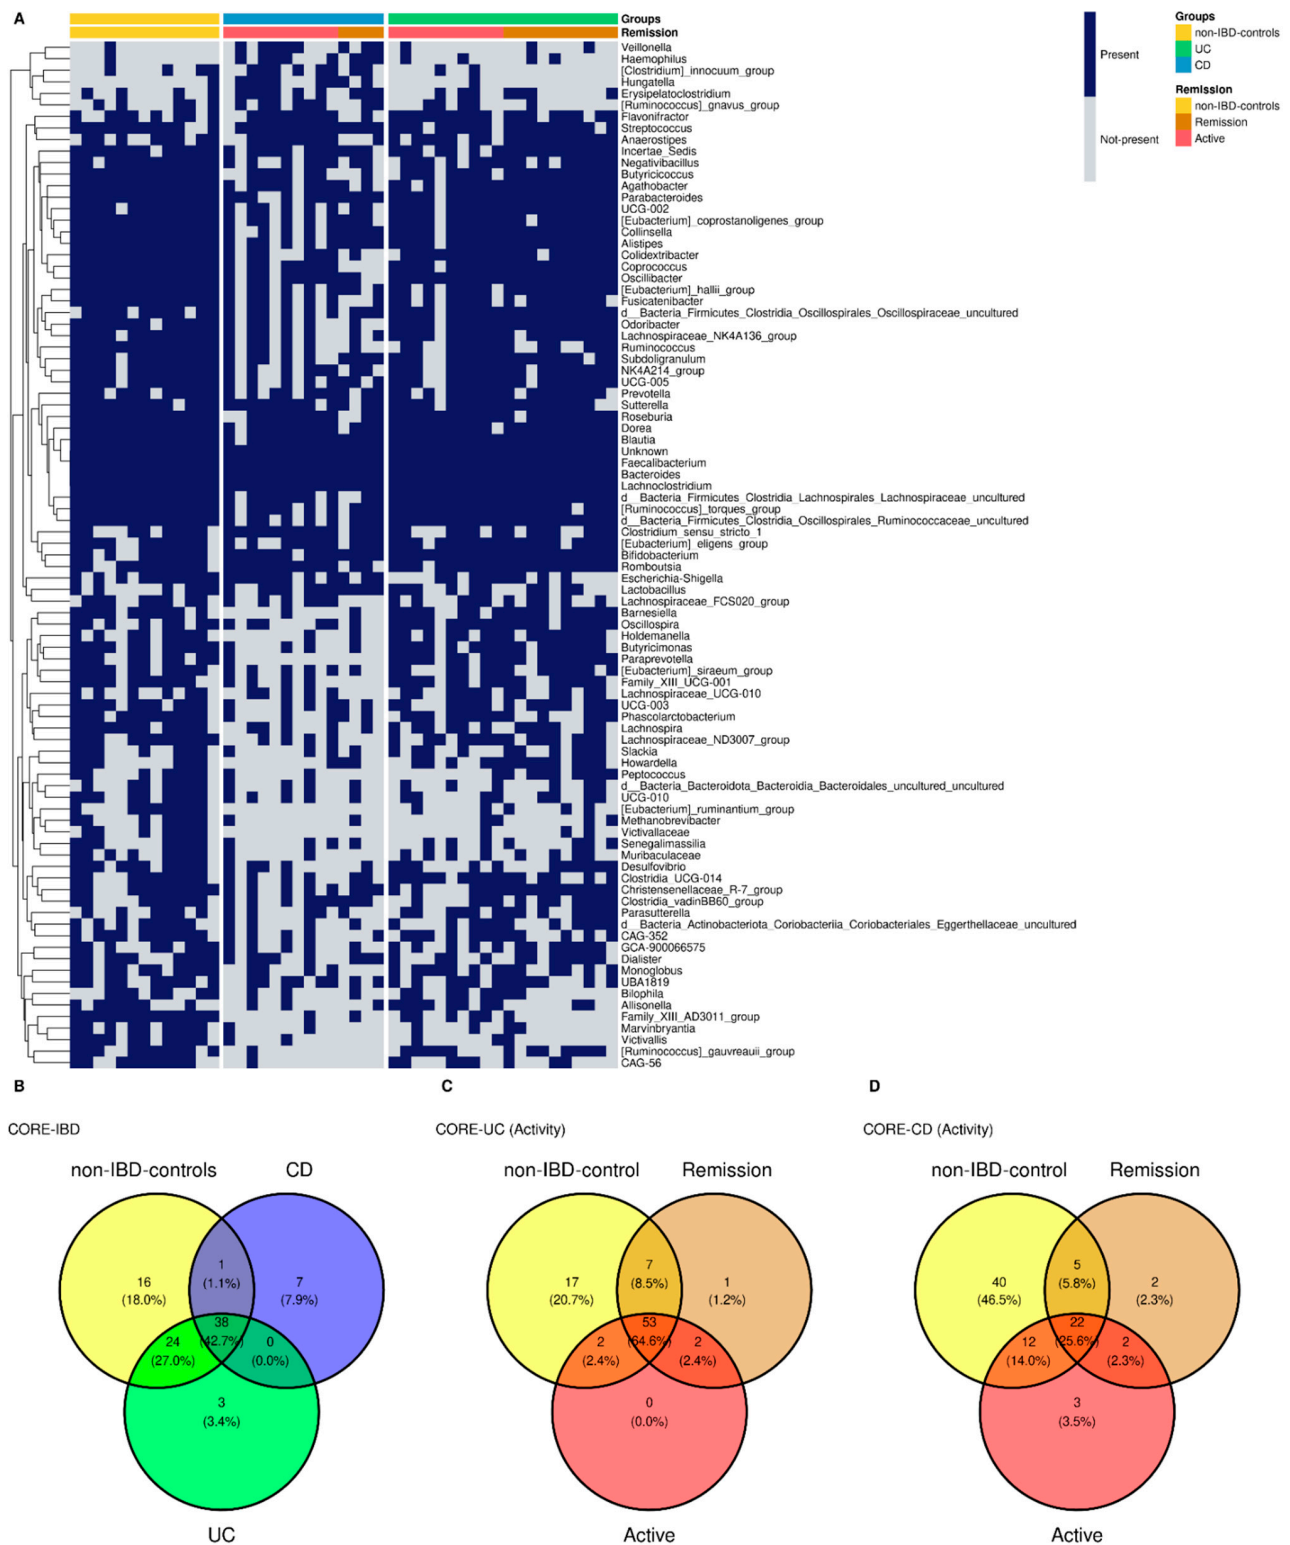 A
Groups
Remission
Veillonella
Haemophilus
[Clostridium]_innocuum_group
Hungatella
Erysipelatoclostridium
[Ruminococcus]_gnavus_group
Flavonifractor
Streptococcus
Anaerostipes
Incertae_Sedis
Negativibacillus
Butyricicoccus
Agathobacter
Parabacteroides
UCG-002
[Eubacterium]_coprostanoligenes_group
Collinsella
Alistipes
Colidextribacter
Coprococcus
Oscillibacter
[Eubacterium]_hallii_group
Fusicatenibacter
d__Bacteria_Firmicutes_Clostridia_Oscillospirales_Oscillospiraceae_uncultured
Odoribacter
Lachnospiraceae_NK4A136_group
Ruminococcus
Subdoligranulum
NK4A214_group
UCG-005
Prevotella
Sutterella
Roseburia
Dorea
Blautia
Unknown
Faecalibacterium
Bacteroides
Lachnoclostridium
d__Bacteria_Firmicutes_Clostridia_Lachnospirales_Lachnospiraceae_uncultured
[Ruminococcus]_torques_group
d__Bacteria_Firmicutes_Clostridia_Oscillospirales_Ruminococcaceae_uncultured
Clostridium_sensu_stricto_1
[Eubacterium]_eligens_group
Bifidobacterium
Romboutsia
Escherichia-Shigella
Lactobacillus
Lachnospiraceae_FCS020_group
Barnesiella
Oscillospira
Holdemanella
Butyricimonas
Paraprevotella
[Eubacterium]_siraeum_group
Family_XIII_UCG-001
Lachnospiraceae_UCG-010
UCG-003
Phascolarctobacterium
Lachnospira
Lachnospiraceae_ND3007_group
Slackia
Howardella
Peptococcus
d__Bacteria_Bacteroidota_Bacteroidia_Bacteroidales_uncultured_uncultured
UCG-010
[Eubacterium]_ruminantium_group
Methanobrevibacter
Victivallaceae
Senegalimassilia
Muribaculaceae
Desulfovibrio
Clostridia_UCG-014
Christensenellaceae_R-7_group
Clostridia_vadinBB60_group
Parasutterella
d__Bacteria_Actinobacteriota_Coriobacteriia_Coriobacteriales_Eggerthellaceae_uncultured
CAG-352
GCA-900066575
Dialister
Monoglobus
UBA1819
Bilophila
Allisonella
Family_XIII_AD3011_group
Marvinbryantia
Victivallis
[Ruminococcus]_gauvreauii_group
CAG-56
Present
Not-present
Groups
non-IBD-controls
UC
CD
Remission
non-IBD-controls
Remission
Active
B
CORE-IBD
non-IBD-controls
CD
16
(18.0%)
1
(1.1%)
7
(7.9%)
38
(42.7%)
24
(27.0%)
0
(0.0%)
3
(3.4%)
UC
C
CORE-UC (Activity)
non-IBD-control
Remission
17
(20.7%)
7
(8.5%)
1
(1.2%)
53
(64.6%)
2
(2.4%)
2
(2.4%)
0
(0.0%)
Active
D
CORE-CD (Activity)
non-IBD-control
Remission
40
(46.5%)
5
(5.8%)
2
(2.3%)
22
(25.6%)
12
(14.0%)
2
(2.3%)
3
(3.5%)
Active